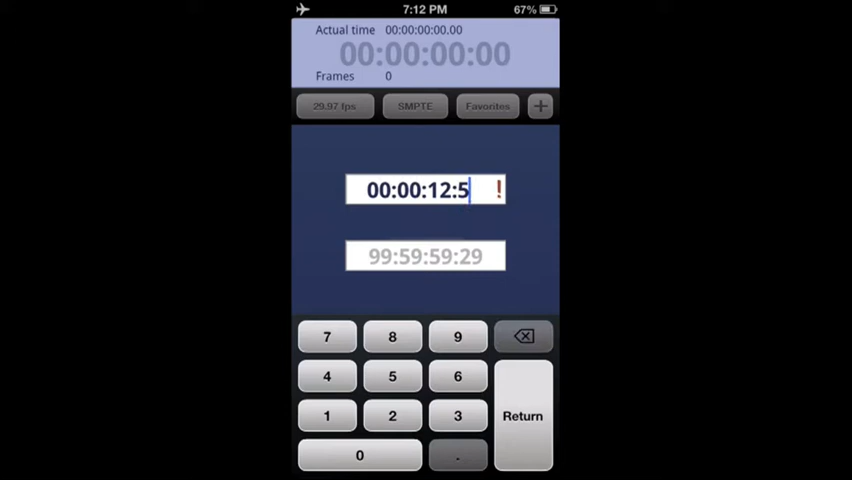 7:12 PM 67%
Actual time 00:00:00:00.00
00:00:00:00:00
Frames 0
29.97 fps SMPTE Favorites +
00:00:12:5 !
99:59:59:29
7 8 9
4 5 6
Return
1 2 3
0 .